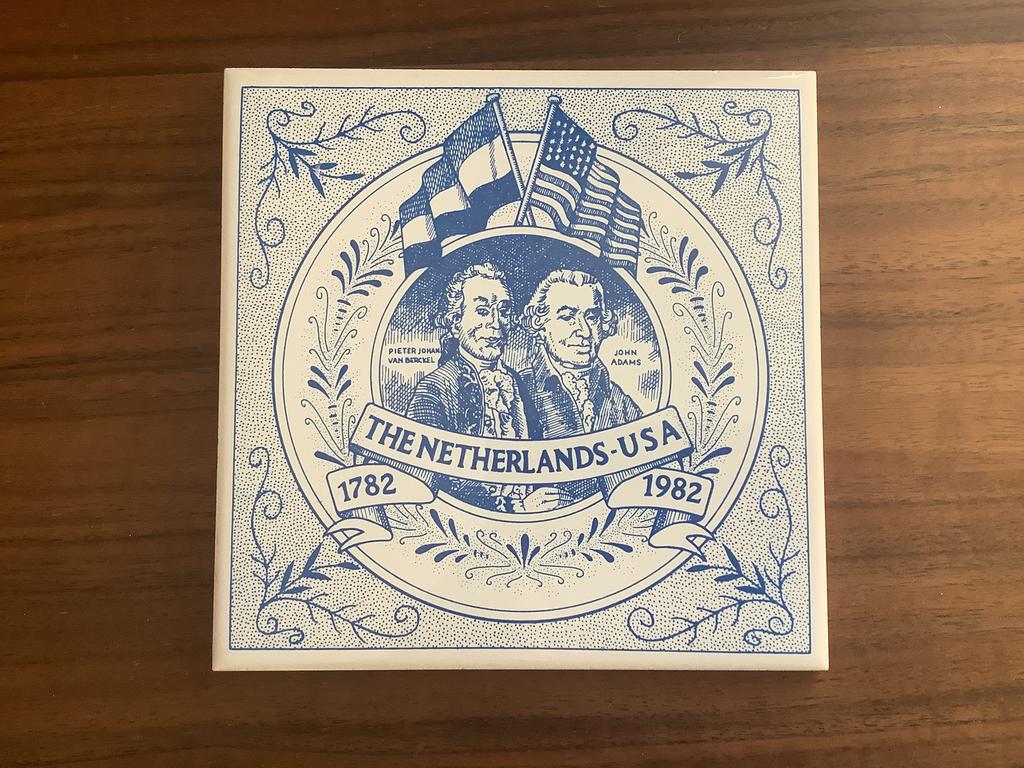 PIETER JOHAN
VAN BERCKEL
JOHN
ADAMS
THE NETHERLANDS-USA
1782
1982